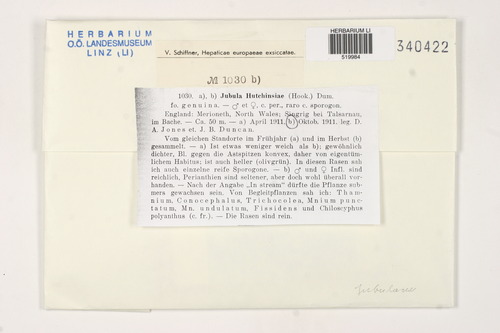 HERBARIUM
O.Ö. LANDESMUSEUM
LINZ (LI)
V. Schiffner, Hepaticae europaeae exsiccatae.
HERBARIUM LI
519984
340422
№ 1030 b)
1030. a), b) Jubula Hutchinsiae (Hook.) Dum.
fo. genuina. — ♂ et ♀, c. per., raro c. sporogon.
England: Merioneth, North Wales; Singrig bei Talsarnau,
in Bache. — Ca. 50 m. — a) April 1911, b) Oktob. 1911. leg. D.
A. Jones et. J. B. Duncan.
Vom gleichen Standorte im Frühjahr (a) und im Herbst (b)
gesammelt. — a) Ist etwas weniger reich als b); gewöhnlich
dichter, Bl. gegen die Astspitzen konvex, daher von eigentüm-
lichem Habitus; ist auch heller (olivgrün). In diesen Rasen sah
ich auch einzelne reife Sporogone. — b) ♂ und ♀ Infl. sind
reichlich, Perianthien sind seltener, aber doch wohl überall vor-
handen. — Nach der Angabe „In stream" dürfte die Pflanze sub-
mers gewachsen sein. Von Begleitpflanzen sah ich: Tham-
nium, Conocephalus, Trichocolea, Mnium punc-
tatum, Mn. undulatum, Fissidens und Chiloscyphus
polyanthus (c. fr.). — Die Rasen sind rein.